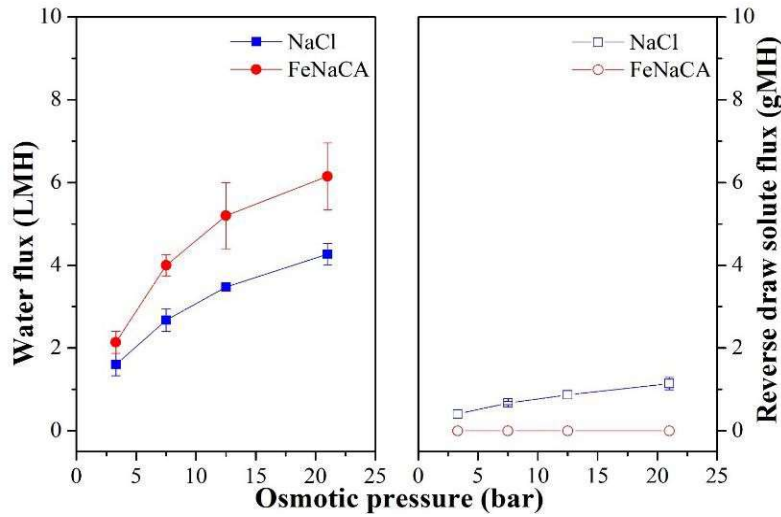 Water flux (LMH)
10
8
6
4
2
0
NaCl
FeNaCA
0 5 10 15 20 25
NaCl
FeNaCA
0 5 10 15 20 25
10
8
6
4
2
0
Reverse draw solute flux (gMH)
Osmotic pressure (bar)